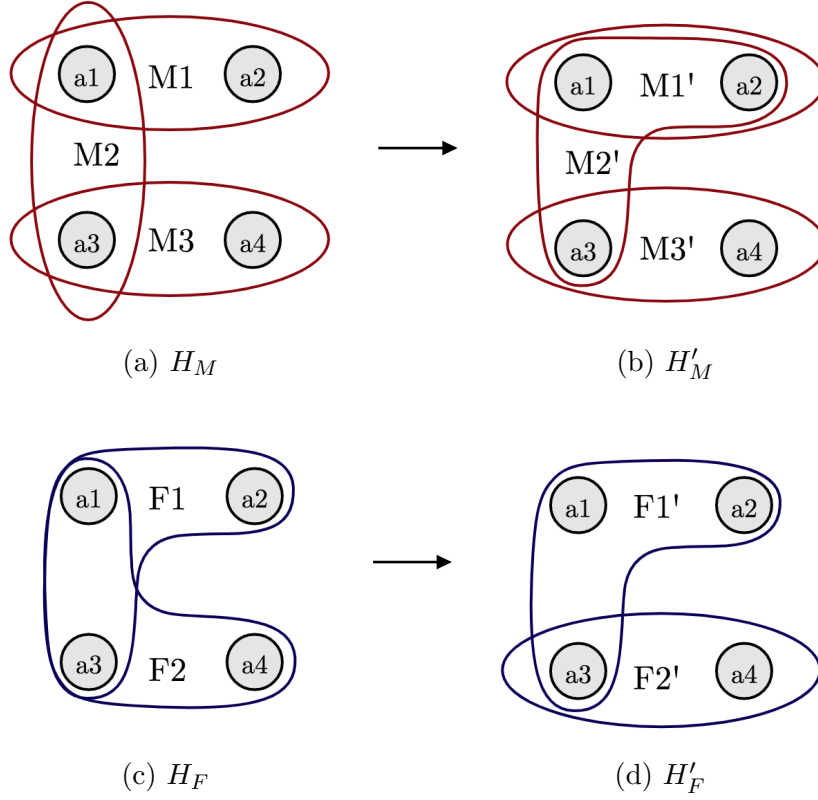 a1 M1 a2 a1 M1' a2
M2 M2'
a3 M3 a4 a3 M3' a4
(a) H_M (b) H'_M
a1 F1 a2 a1 F1' a2
a3 F2 a4 a3 F2' a4
(c) H_F (d) H'_F